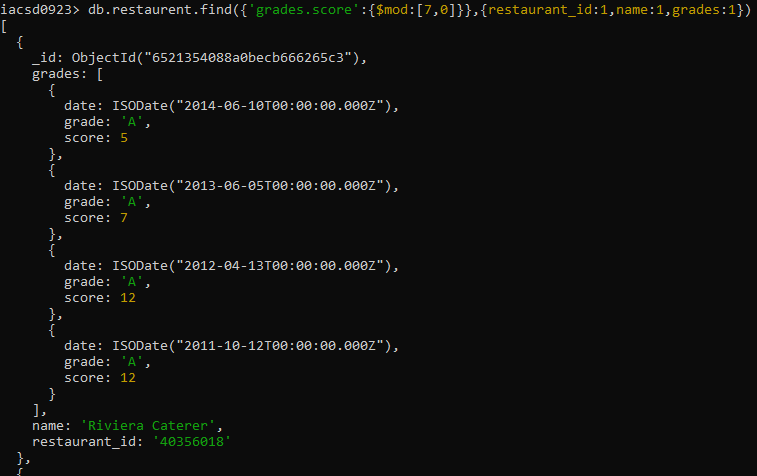 iacsd0923> db.restaurent.find({'grades.score':{$mod:[7,0]}},{restaurant_id:1,name:1,grades:1})
[
  {
    _id: ObjectId("6521354088a0becb666265c3"),
    grades: [
      {
        date: ISODate("2014-06-10T00:00:00.000Z"),
        grade: 'A',
        score: 5
      },
      {
        date: ISODate("2013-06-05T00:00:00.000Z"),
        grade: 'A',
        score: 7
      },
      {
        date: ISODate("2012-04-13T00:00:00.000Z"),
        grade: 'A',
        score: 12
      },
      {
        date: ISODate("2011-10-12T00:00:00.000Z"),
        grade: 'A',
        score: 12
      }
    ],
    name: 'Riviera Caterer',
    restaurant_id: '40356018'
  },
  {